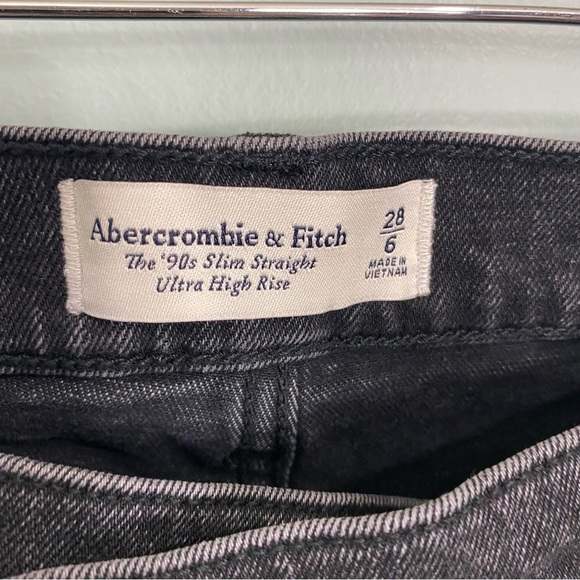 Abercrombie & Fitch
The '90s Slim Straight
Ultra High Rise
28
6
MADE IN
VIETNAM